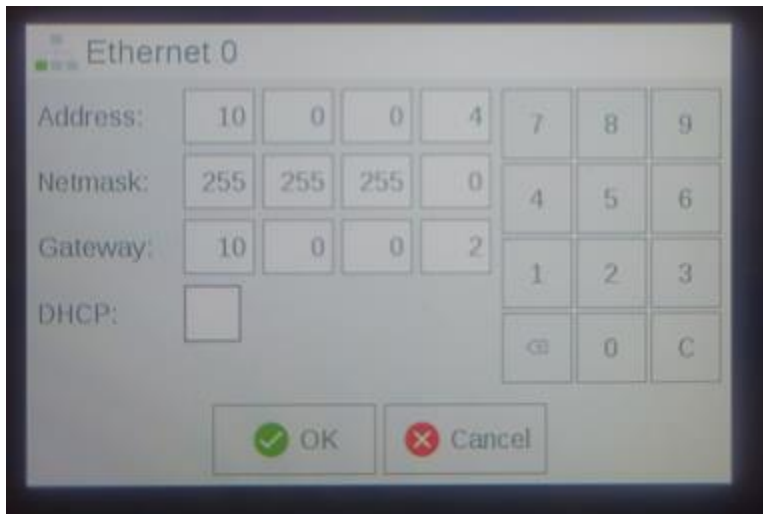 Ethernet 0
Address: 10 0 0 4
Netmask: 255 255 255 0
Gateway: 10 0 0 2
DHCP:
7 8 9
4 5 6
1 2 3
0 C
OK Cancel